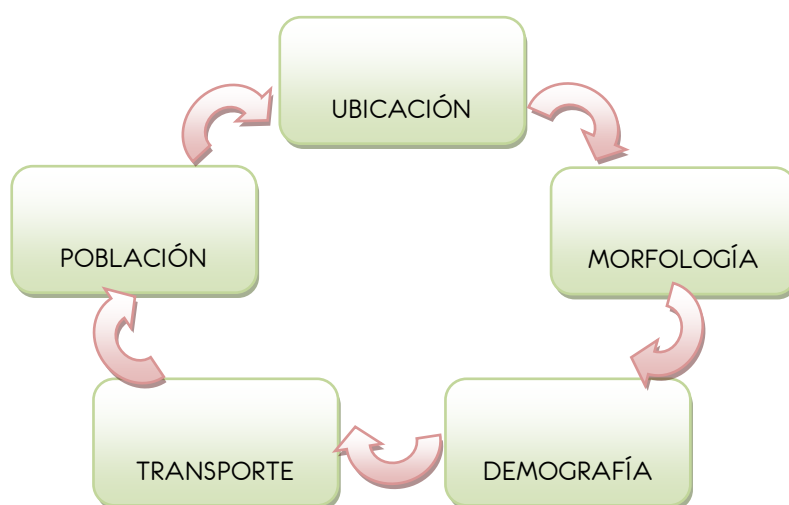 UBICACIÓN
MORFOLOGÍA
DEMOGRAFÍA
TRANSPORTE
POBLACIÓN